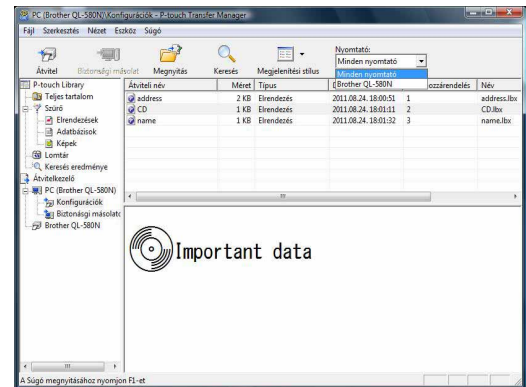 PC (Brother QL-580N)\Konfigurációk - P-touch Transfer Manager
Fájl Szerkesztés Nézet Eszköz Súgó
Átvitel Biztonsági másolat Megnyitás Keresés Megjelenítési stílus
Nyomtató:
Minden nyomtató
Minden nyomtató
Brother QL-580N
P-touch Library
Teljes tartalom
Szűrő
Elrendezések
Adatbázisok
Képek
Lomtár
Keresés eredménye
Átvitelkezelő
PC (Brother QL-580N)
Konfigurációk
Biztonsági másolatc
Brother QL-580N
Átviteli név Méret Típus ozzárendelés Név
address 2 KB Elrendezés 2011.08.24. 18:00:51 1 address.lbx
CD 1 KB Elrendezés 2011.08.24. 18:01:11 2 CD.lbx
name 1 KB Elrendezés 2011.08.24. 18:01:32 3 name.lbx
Important data
A Súgó megnyitásához nyomjon F1-et